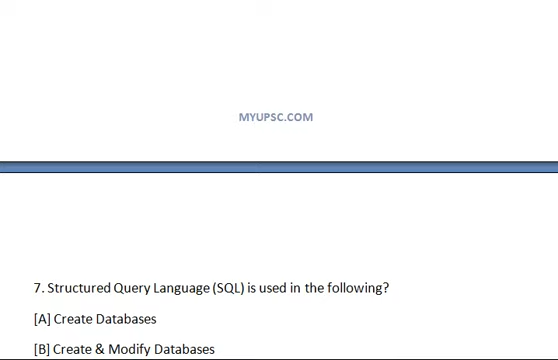 MYUPSC.COM
7. Structured Query Language (SQL) is used in the following?
[A] Create Databases
[B] Create & Modify Databases